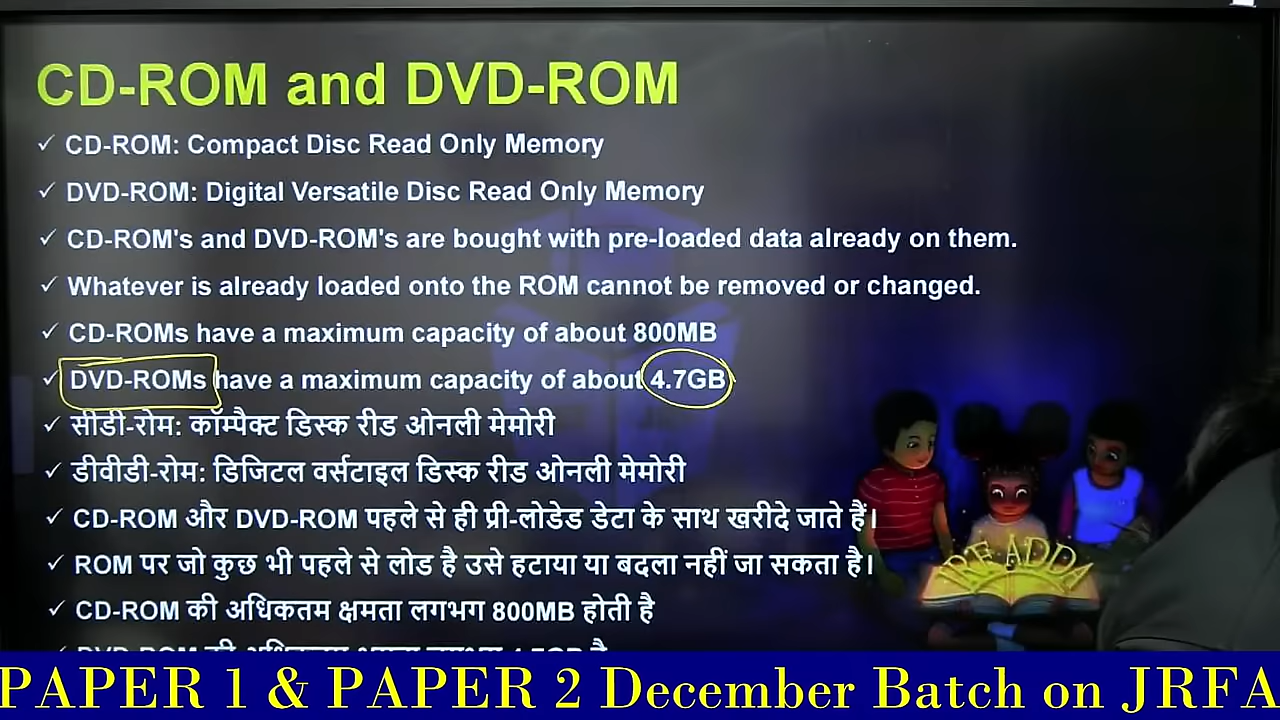 CD-ROM and DVD-ROM
✓ CD-ROM: Compact Disc Read Only Memory
✓ DVD-ROM: Digital Versatile Disc Read Only Memory
✓ CD-ROM's and DVD-ROM's are bought with pre-loaded data already on them.
✓ Whatever is already loaded onto the ROM cannot be removed or changed.
✓ CD-ROMs have a maximum capacity of about 800MB
✓ DVD-ROMs have a maximum capacity of about 4.7GB
✓ सीडी-रोम: कॉम्पैक्ट डिस्क रीड ओनली मेमोरी
✓ डीवीडी-रोम: डिजिटल वर्सटाइल डिस्क रीड ओनली मेमोरी
✓ CD-ROM और DVD-ROM पहले से ही प्री-लोडेड डेटा के साथ खरीदे जाते हैं।
✓ ROM पर जो कुछ भी पहले से लोड है उसे हटाया या बदला नहीं जा सकता है।
✓ CD-ROM की अधिकतम क्षमता लगभग 800MB होती है
JRF ADDA
PAPER 1 & PAPER 2 December Batch on JRFA